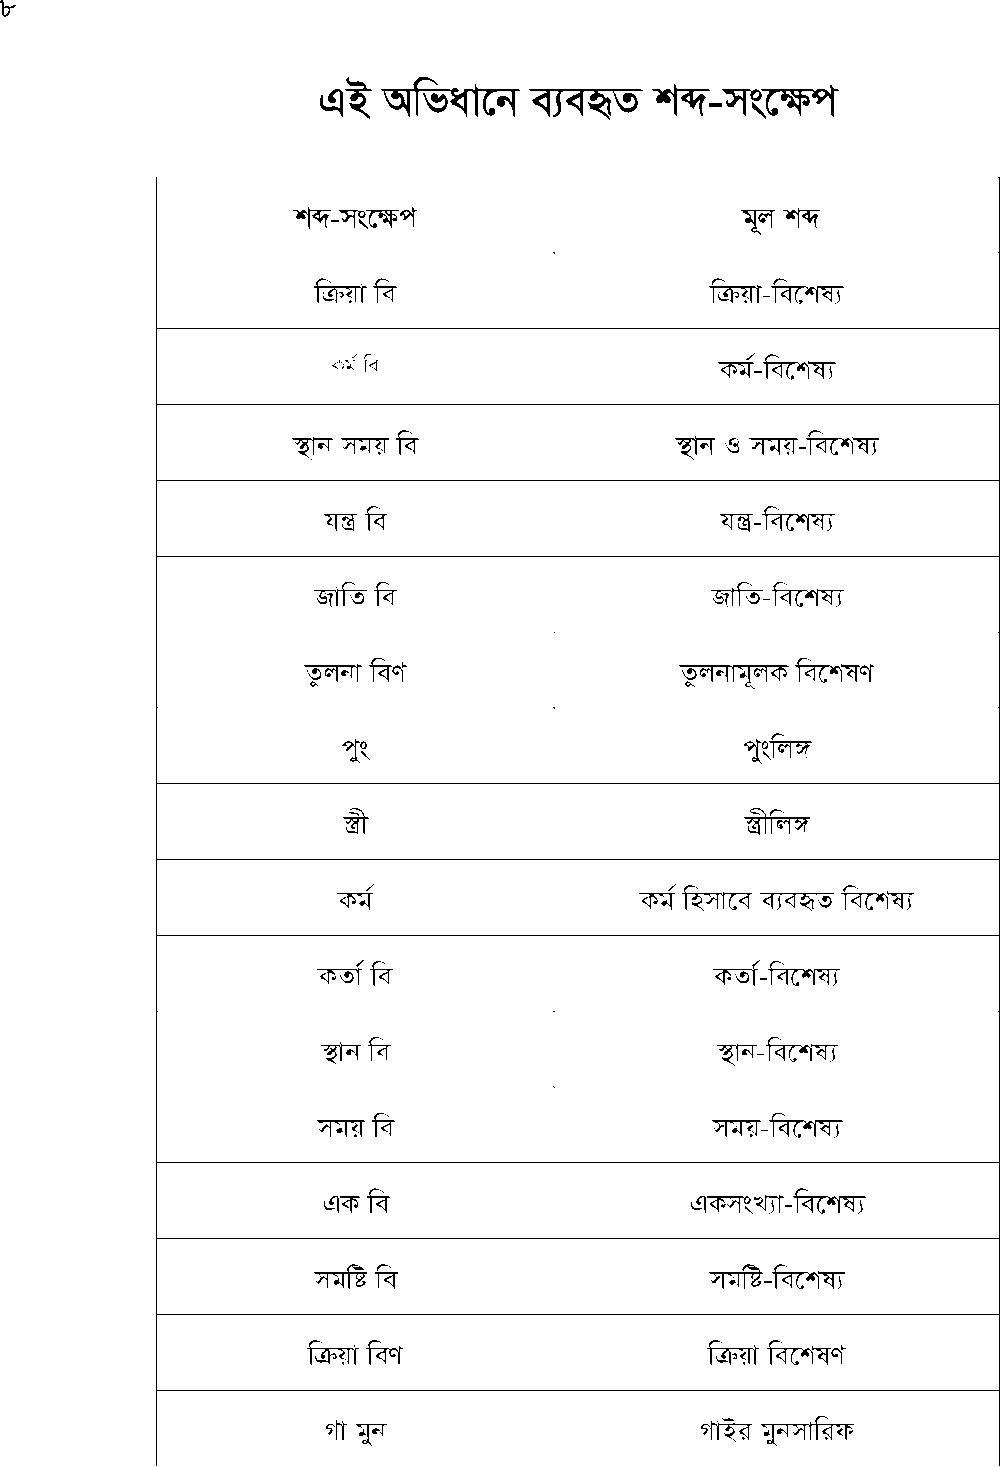 ৮
এই অভিধানে ব্যবহৃত শব্দ-সংক্ষেপ
শব্দ-সংক্ষেপ মূল শব্দ
ক্রিয়া বি ক্রিয়া-বিশেষ্য
কর্ম বি কর্ম-বিশেষ্য
স্থান সময় বি স্থান ও সময়-বিশেষ্য
যন্ত্র বি যন্ত্র-বিশেষ্য
জাতি বি জাতি-বিশেষ্য
তুলনা বিণ তুলনামূলক বিশেষণ
পুং পুংলিঙ্গ
স্ত্রী স্ত্রীলিঙ্গ
কর্ম কর্ম হিসাবে ব্যবহৃত বিশেষ্য
কর্তা বি কর্তা-বিশেষ্য
স্থান বি স্থান-বিশেষ্য
সময় বি সময়-বিশেষ্য
এক বি একসংখ্যা-বিশেষ্য
সমষ্টি বি সমষ্টি-বিশেষ্য
ক্রিয়া বিণ ক্রিয়া বিশেষণ
গা মুন গাইর মুনসারিফ